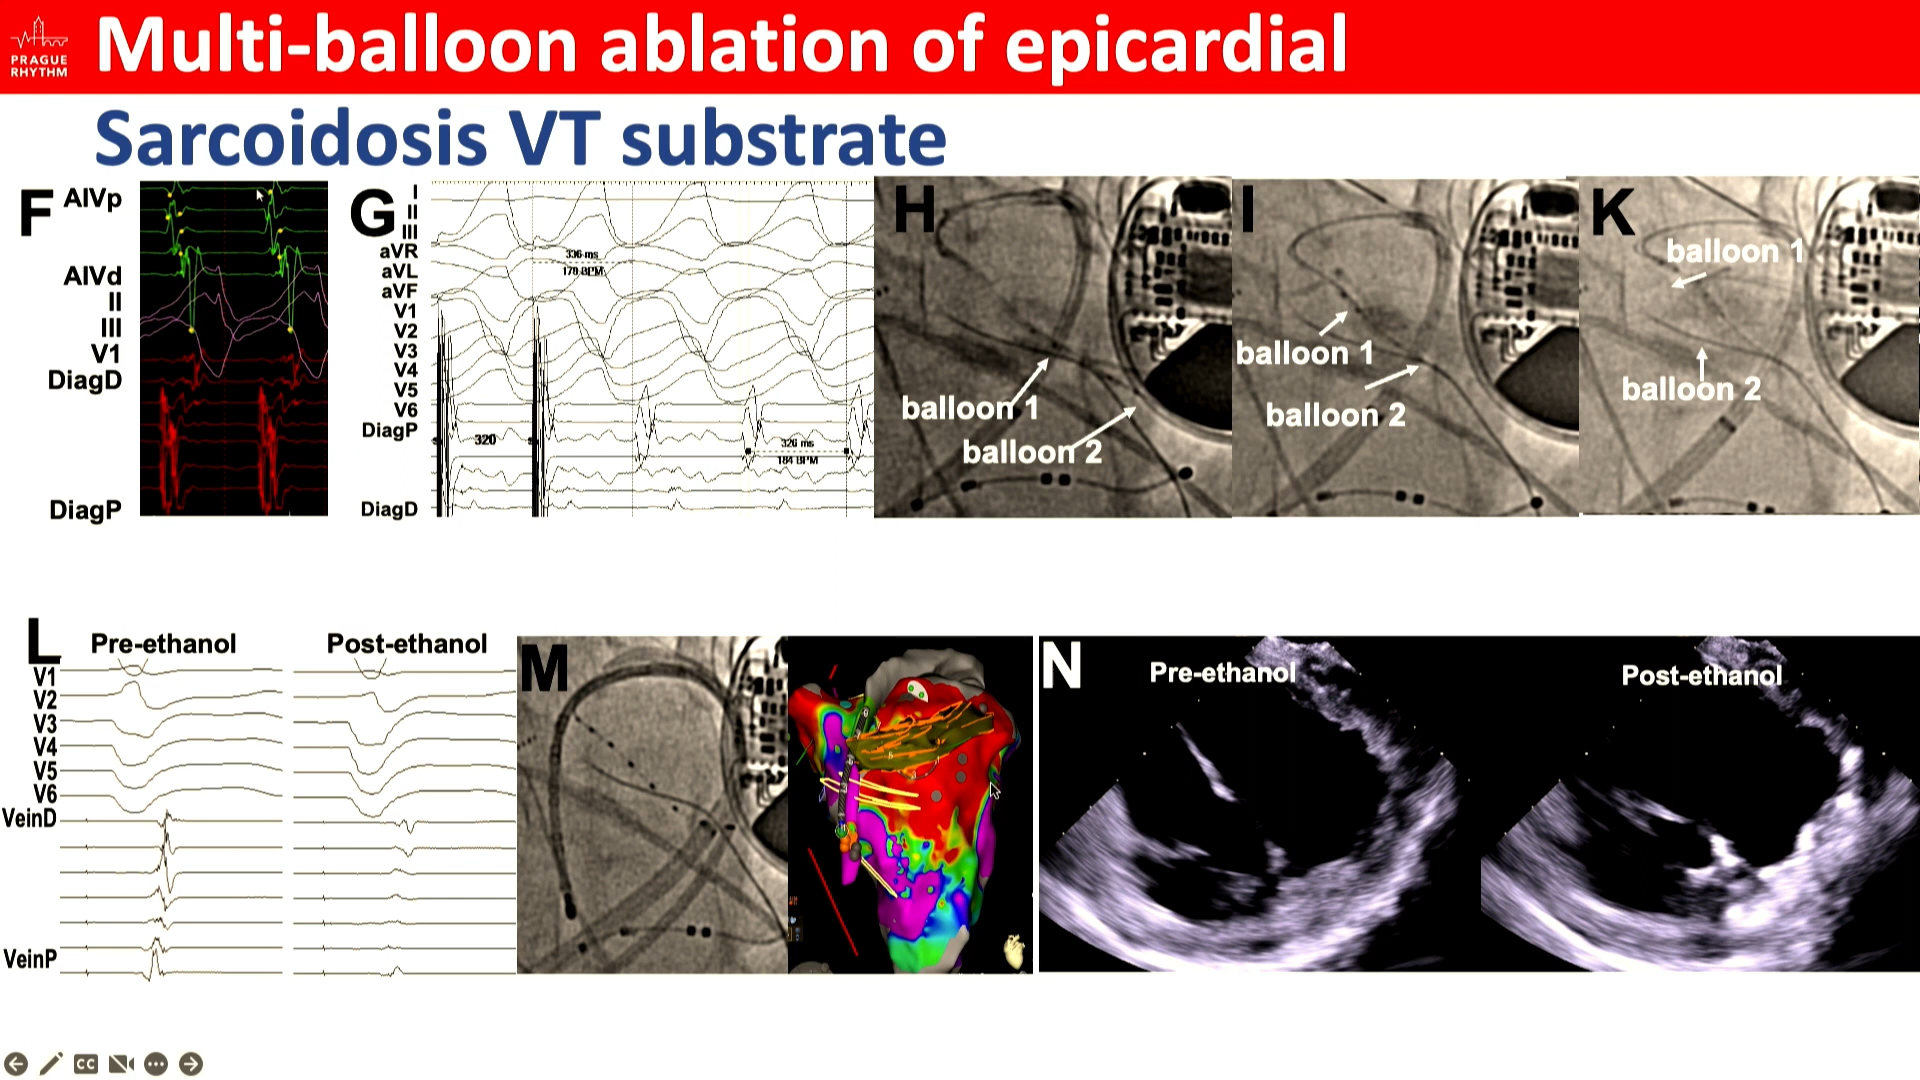 PRAGUE
RHYTHM
Multi-balloon ablation of epicardial
Sarcoidosis VT substrate
F
AIVp
AIVd
II
III
V1
DiagD
DiagP
G
I
II
III
aVR
aVL
aVF
V1
V2
V3
V4
V5
V6
DiagP
DiagD
336 ms
178 BPM
320
326 ms
184 BPM
H
balloon 1
balloon 2
I
balloon 1
balloon 2
K
balloon 1
balloon 2
L
Pre-ethanol
Post-ethanol
V1
V2
V3
V4
V5
V6
VeinD
VeinP
M
N
Pre-ethanol
Post-ethanol
CC